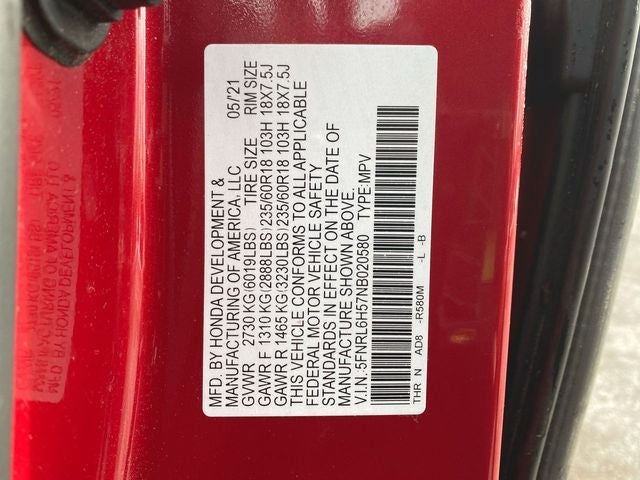 MFD. BY HONDA DEVELOPMENT &
MANUFACTURING OF AMERICA, LLC. 05/'21
GVWR 2730 KG(6019LBS) TIRE SIZE RIM SIZE
GAWR F 1310 KG(2888LBS) 235/60R18 103H 18X7.5J
GAWR R 1465 KG(3230LBS) 235/60R18 103H 18X7.5J
THIS VEHICLE CONFORMS TO ALL APPLICABLE
FEDERAL MOTOR VEHICLE SAFETY
STANDARDS IN EFFECT ON THE DATE OF
MANUFACTURE SHOWN ABOVE.
V.I.N: 5FNRL6H57NB020580 TYPE:MPV
THR N AD8 -R580M -L -B